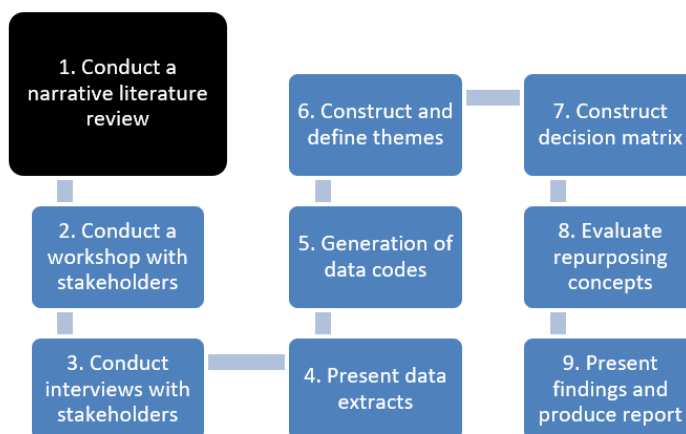 1. Conduct a
narrative literature
review
2. Conduct a
workshop with
stakeholders
3. Conduct
interviews with
stakeholders
4. Present data
extracts
5. Generation of
data codes
6. Construct and
define themes
7. Construct
decision matrix
8. Evaluate
repurposing
concepts
9. Present
findings and
produce report